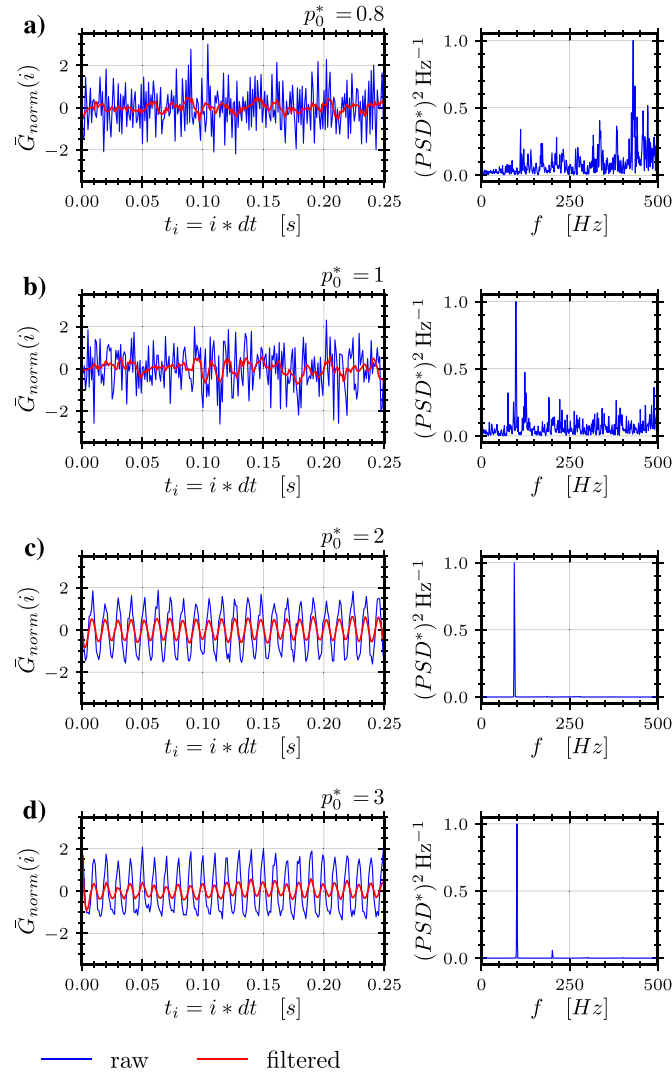 a)
p₀* = 0.8
Ḡnorm(i)
2
0
−2
0.00 0.05 0.10 0.15 0.20 0.25
tᵢ = i ∗ dt [s]
(PSD*)² Hz⁻¹
1.0
0.5
0.0
0 250 500
f [Hz]
b)
p₀* = 1
Ḡnorm(i)
2
0
−2
0.00 0.05 0.10 0.15 0.20 0.25
tᵢ = i ∗ dt [s]
(PSD*)² Hz⁻¹
1.0
0.5
0.0
0 250 500
f [Hz]
c)
p₀* = 2
Ḡnorm(i)
2
0
−2
0.00 0.05 0.10 0.15 0.20 0.25
tᵢ = i ∗ dt [s]
(PSD*)² Hz⁻¹
1.0
0.5
0.0
0 250 500
f [Hz]
d)
p₀* = 3
Ḡnorm(i)
2
0
−2
0.00 0.05 0.10 0.15 0.20 0.25
tᵢ = i ∗ dt [s]
(PSD*)² Hz⁻¹
1.0
0.5
0.0
0 250 500
f [Hz]
raw filtered